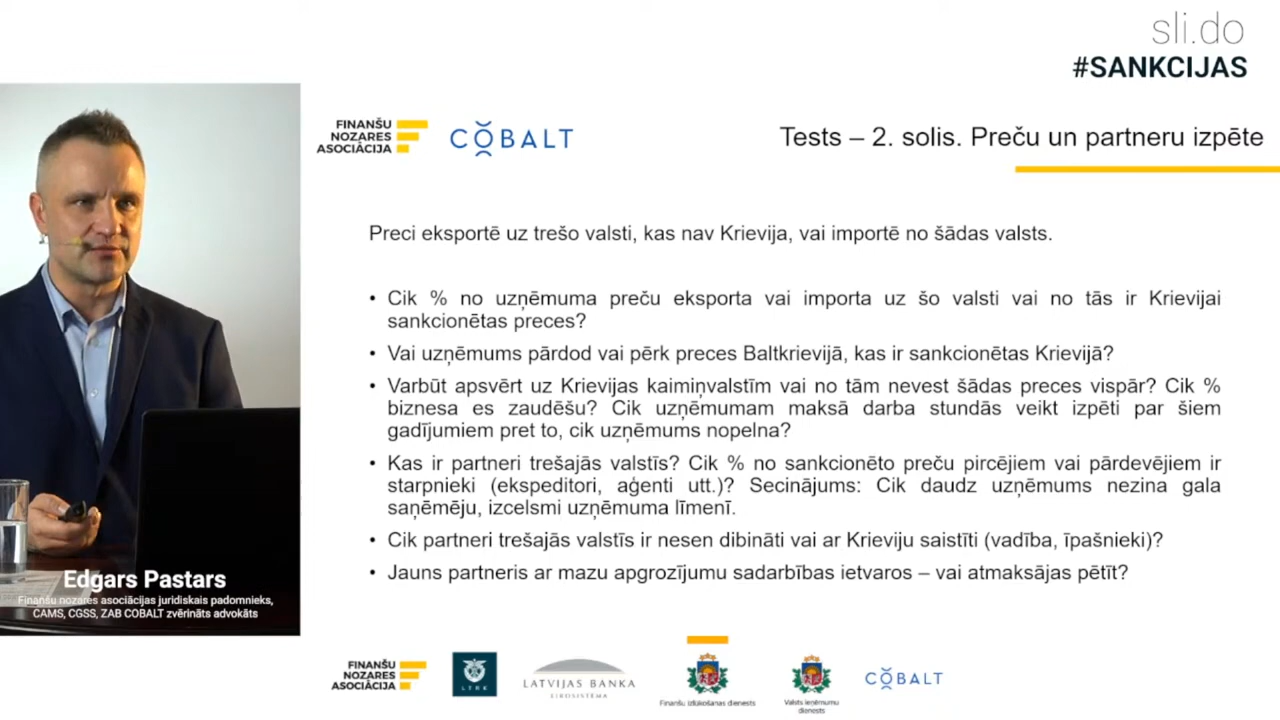 sli.do
#SANKCIJAS
FINANŠU
NOZARES
ASOCIĀCIJA
COBALT
Tests – 2. solis. Preču un partneru izpēte
Preci eksportē uz trešo valsti, kas nav Krievija, vai importē no šādas valsts.
• Cik % no uzņēmuma preču eksporta vai importa uz šo valsti vai no tās ir Krievijai
sankcionētas preces?
• Vai uzņēmums pārdod vai pērk preces Baltkrievijā, kas ir sankcionētas Krievijā?
• Varbūt apsvērt uz Krievijas kaimiņvalstīm vai no tām nevest šādas preces vispār? Cik %
biznesa es zaudēšu? Cik uzņēmumam maksā darba stundās veikt izpēti par šiem
gadījumiem pret to, cik uzņēmums nopelna?
• Kas ir partneri trešajās valstīs? Cik % no sankcionēto preču pircējiem vai pārdevējiem ir
starpnieki (ekspeditori, aģenti utt.)? Secinājums: Cik daudz uzņēmums nezina gala
saņēmēju, izcelsmi uzņēmuma līmenī.
• Cik partneri trešajās valstīs ir nesen dibināti vai ar Krieviju saistīti (vadība, īpašnieki)?
• Jauns partneris ar mazu apgrozījumu sadarbības ietvaros – vai atmaksājas pētīt?
Edgars Pastars
Finanšu nozares asociācijas juridiskais padomnieks,
CAMS, CGSS, ZAB COBALT zvērināts advokāts
FINANŠU
NOZARES
ASOCIĀCIJA
LTRK
LATVIJAS BANKA
EIROSISTĒMA
Finanšu izlūkošanas dienests
Valsts ieņēmumu
dienests
COBALT